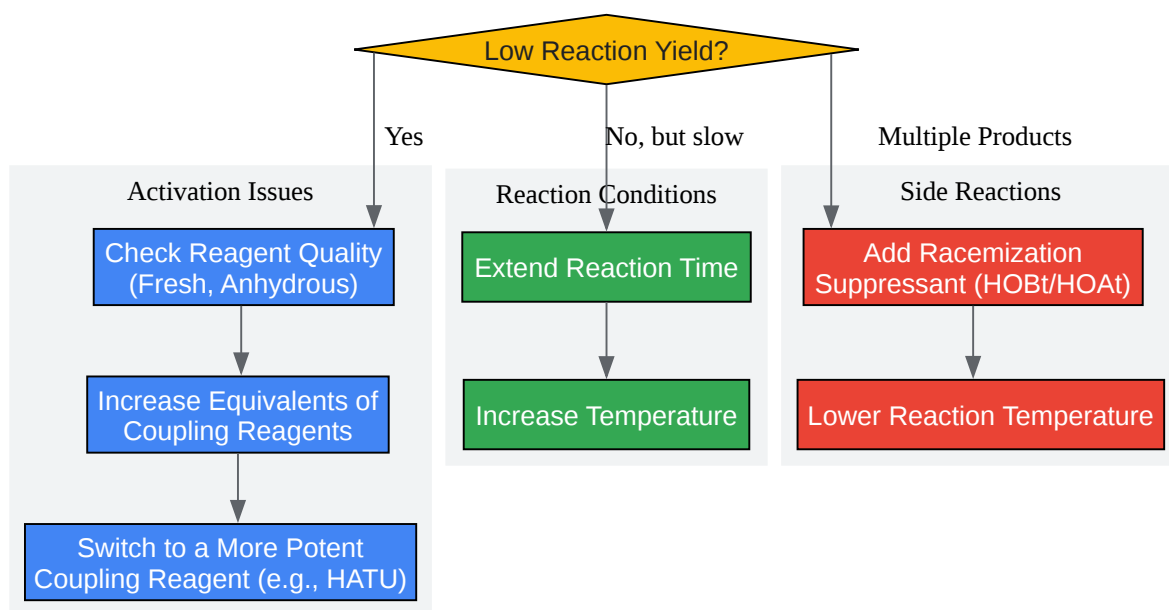 Low Reaction Yield?
Yes
No, but slow
Multiple Products
Activation Issues
Check Reagent Quality
(Fresh, Anhydrous)
Increase Equivalents of
Coupling Reagents
Switch to a More Potent
Coupling Reagent (e.g., HATU)
Reaction Conditions
Extend Reaction Time
Increase Temperature
Side Reactions
Add Racemization
Suppressant (HOBt/HOAt)
Lower Reaction Temperature